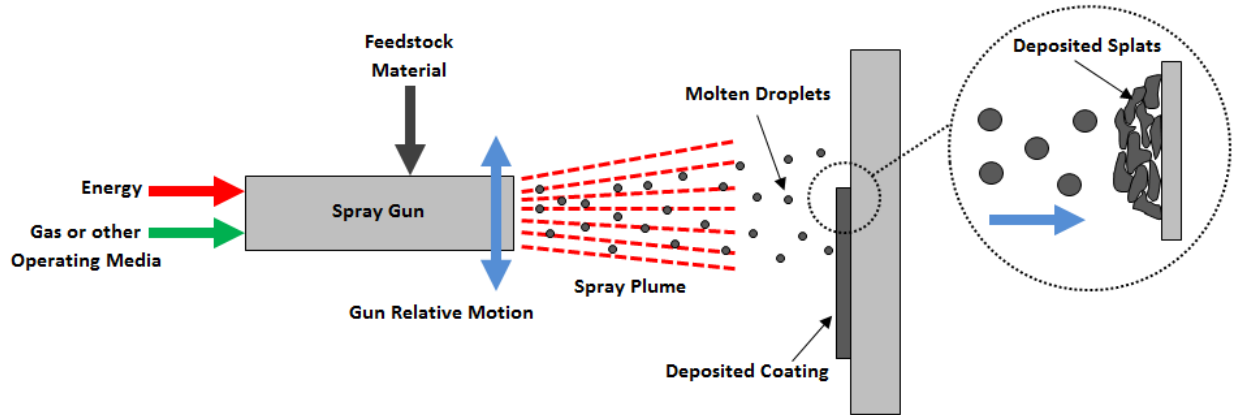 Feedstock
Material
Deposited Splats
Molten Droplets
Energy
Spray Gun
Gas or other
Operating Media
Spray Plume
Gun Relative Motion
Deposited Coating